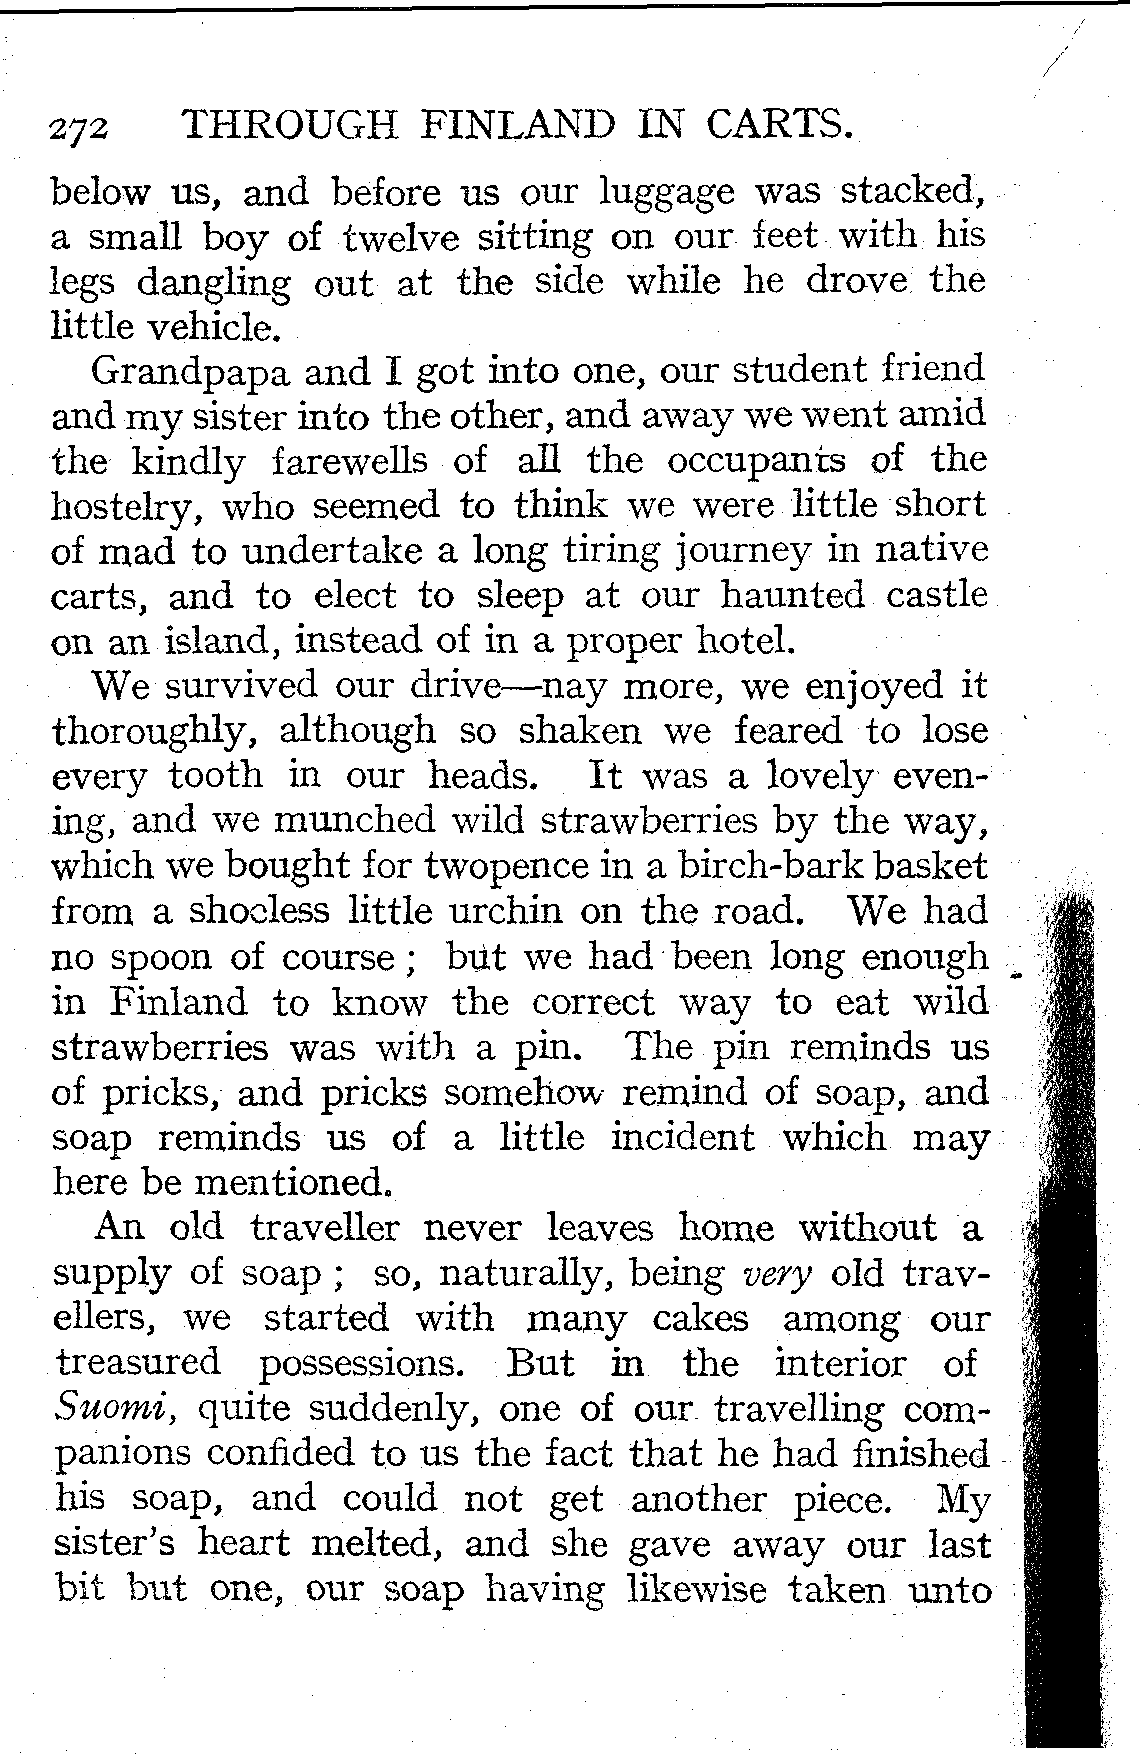 272 THROUGH FINLAND IN CARTS.
below us, and before us our luggage was stacked,
a small boy of twelve sitting on our feet with his
legs dangling out at the side while he drove the
little vehicle.
Grandpapa and I got into one, our student friend
and my sister into the other, and away we went amid
the kindly farewells of all the occupants of the
hostelry, who seemed to think we were little short
of mad to undertake a long tiring journey in native
carts, and to elect to sleep at our haunted castle
on an island, instead of in a proper hotel.
We survived our drive—nay more, we enjoyed it
thoroughly, although so shaken we feared to lose
every tooth in our heads. It was a lovely even-
ing, and we munched wild strawberries by the way,
which we bought for twopence in a birch-bark basket
from a shoeless little urchin on the road. We had
no spoon of course ; but we had been long enough
in Finland to know the correct way to eat wild
strawberries was with a pin. The pin reminds us
of pricks, and pricks somehow remind of soap, and
soap reminds us of a little incident which may
here be mentioned.
An old traveller never leaves home without a
supply of soap ; so, naturally, being very old trav-
ellers, we started with many cakes among our
treasured possessions. But in the interior of
Suomi, quite suddenly, one of our travelling com-
panions confided to us the fact that he had finished
his soap, and could not get another piece. My
sister's heart melted, and she gave away our last
bit but one, our soap having likewise taken unto